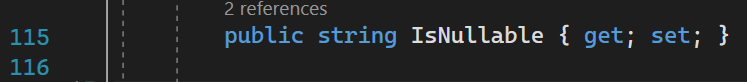 2 references
115 public string IsNullable { get; set; }
116